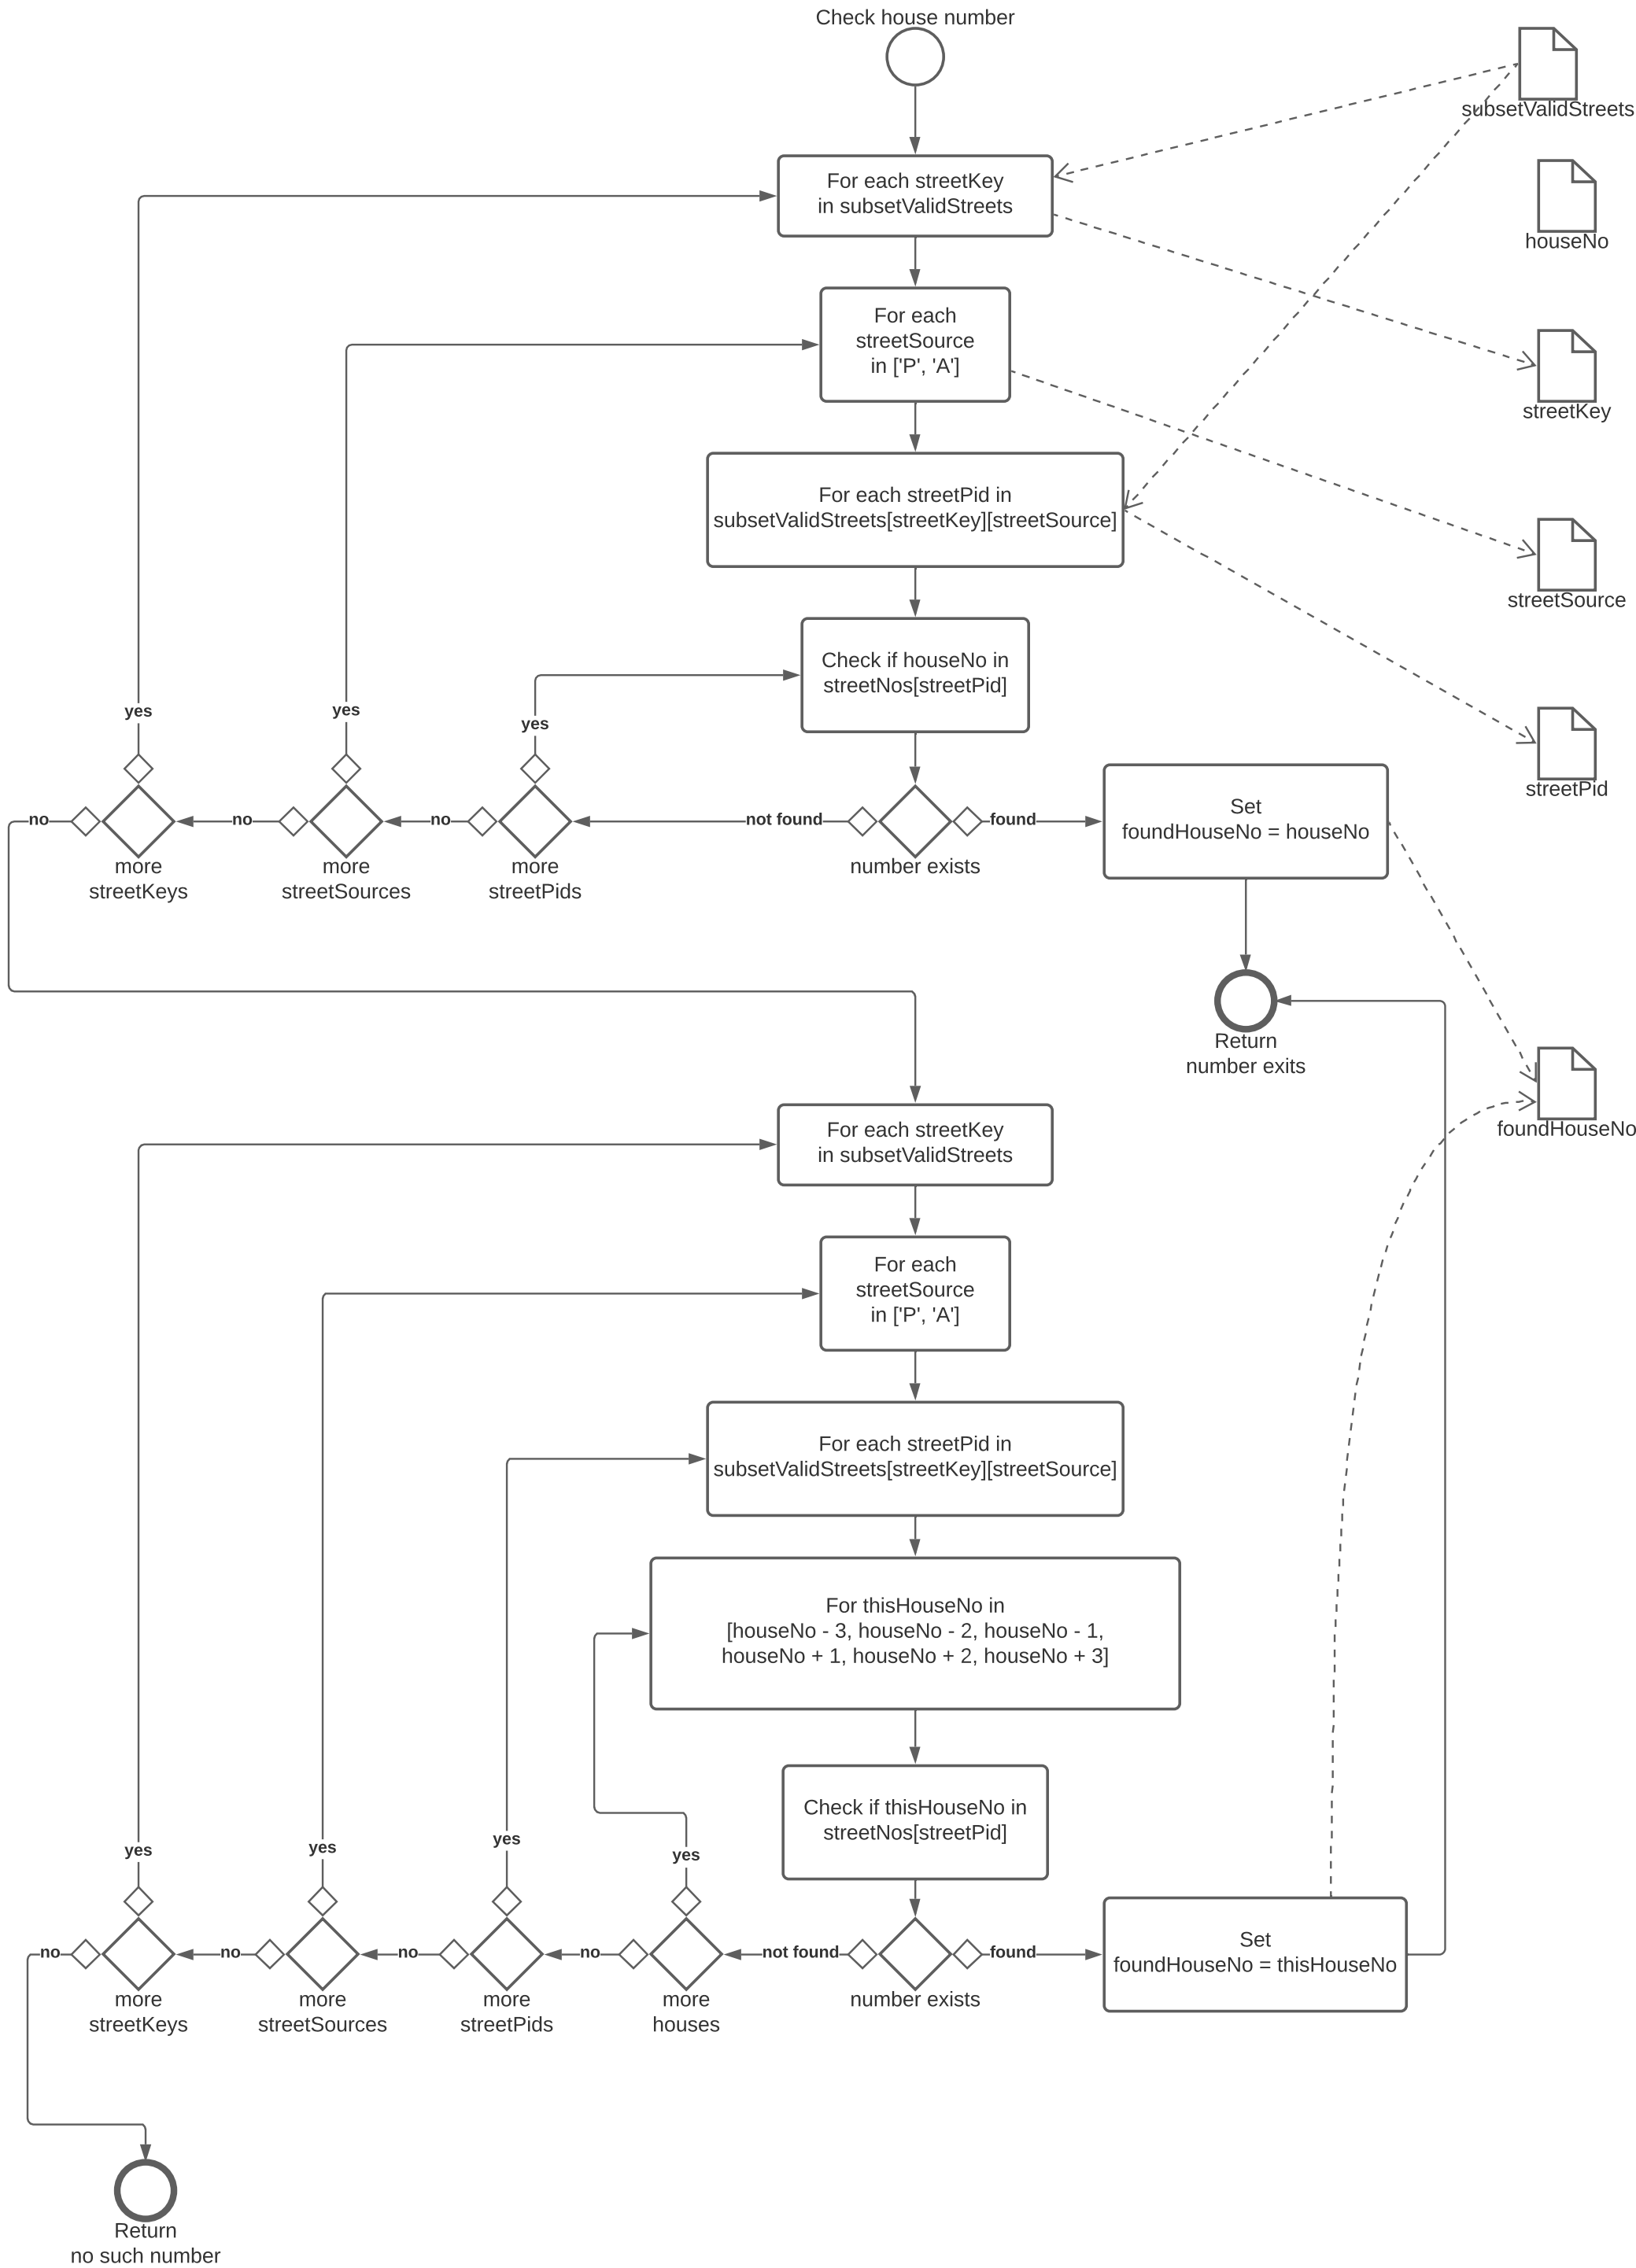 Check house number
subsetValidStreets
For each streetKey
in subsetValidStreets
houseNo
For each
streetSource
in ['P', 'A']
streetKey
For each streetPid in
subsetValidStreets[streetKey][streetSource]
streetSource
Check if houseNo in
streetNos[streetPid]
yes
yes
yes
streetPid
no
no
no
not found
found
Set
foundHouseNo = houseNo
more
streetKeys
more
streetSources
more
streetPids
number exists
Return
number exits
foundHouseNo
For each streetKey
in subsetValidStreets
For each
streetSource
in ['P', 'A']
For each streetPid in
subsetValidStreets[streetKey][streetSource]
For thisHouseNo in
[houseNo - 3, houseNo - 2, houseNo - 1,
houseNo + 1, houseNo + 2, houseNo + 3]
Check if thisHouseNo in
streetNos[streetPid]
yes
yes
yes
yes
no
no
no
no
not found
found
Set
foundHouseNo = thisHouseNo
more
streetKeys
more
streetSources
more
streetPids
more
houses
number exists
Return
no such number